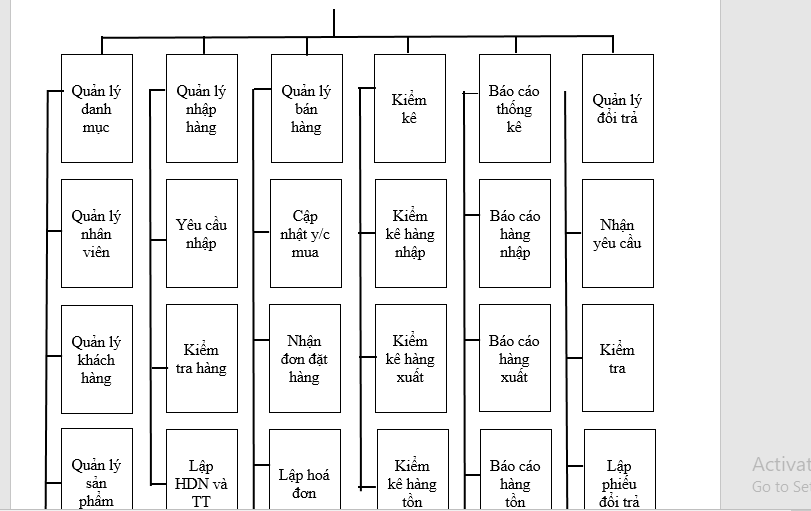 Quản lý
danh
mục
Quản lý
nhập
hàng
Quản lý
bán
hàng
Kiểm
kê
Báo cáo
thống
kê
Quản lý
đổi trả
Quản lý
nhân
viên
Yêu cầu
nhập
Cập
nhật y/c
mua
Kiểm
kê hàng
nhập
Báo cáo
hàng
nhập
Nhận
yêu cầu
Quản lý
khách
hàng
Kiểm
tra hàng
Nhận
đơn đặt
hàng
Kiểm
kê hàng
xuất
Báo cáo
hàng
xuất
Kiểm
tra
Quản lý
sản
phẩm
Lập
HDN và
TT
Lập hoá
đơn
Kiểm
kê hàng
tồn
Báo cáo
hàng
tồn
Lập
phiếu
đổi trả
Activat
Go to Set